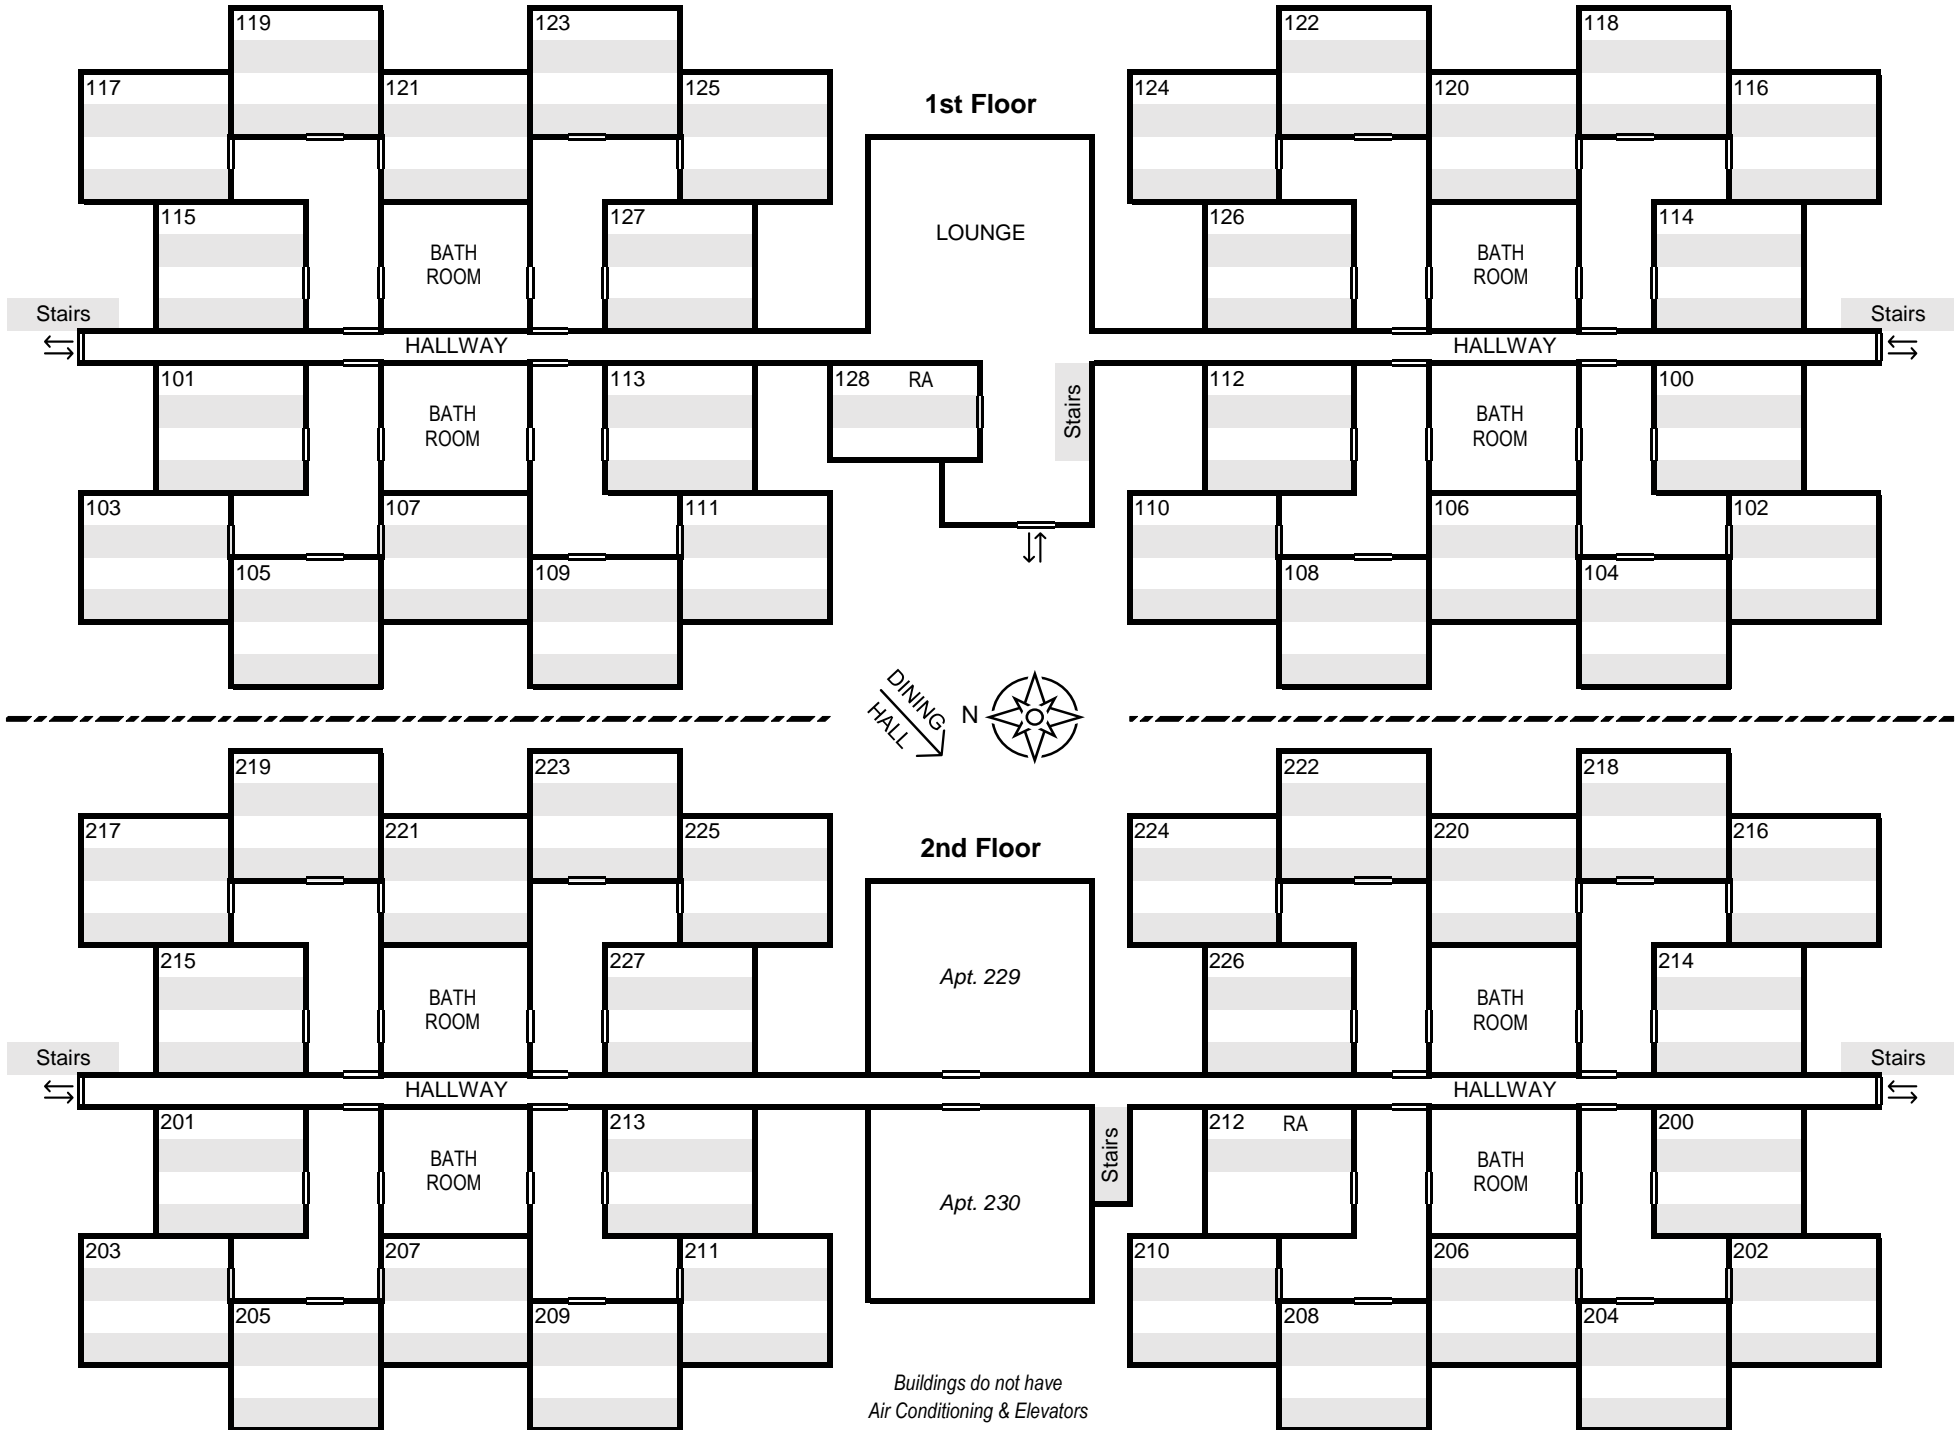 119
123
122
118
117
121
125
1st Floor
124
120
116
115
127
LOUNGE
126
114
BATH
ROOM
BATH
ROOM
Stairs
Stairs
HALLWAY
HALLWAY
101
113
128 RA
Stairs
112
100
BATH
ROOM
BATH
ROOM
103
107
111
110
106
102
105
109
108
104
DINING
HALL
N
219
223
222
218
217
221
225
2nd Floor
224
220
216
215
227
Apt. 229
226
214
BATH
ROOM
BATH
ROOM
Stairs
Stairs
HALLWAY
HALLWAY
201
213
Stairs
212 RA
200
BATH
ROOM
BATH
ROOM
Apt. 230
203
207
211
210
206
202
205
209
208
204
Buildings do not have
Air Conditioning & Elevators